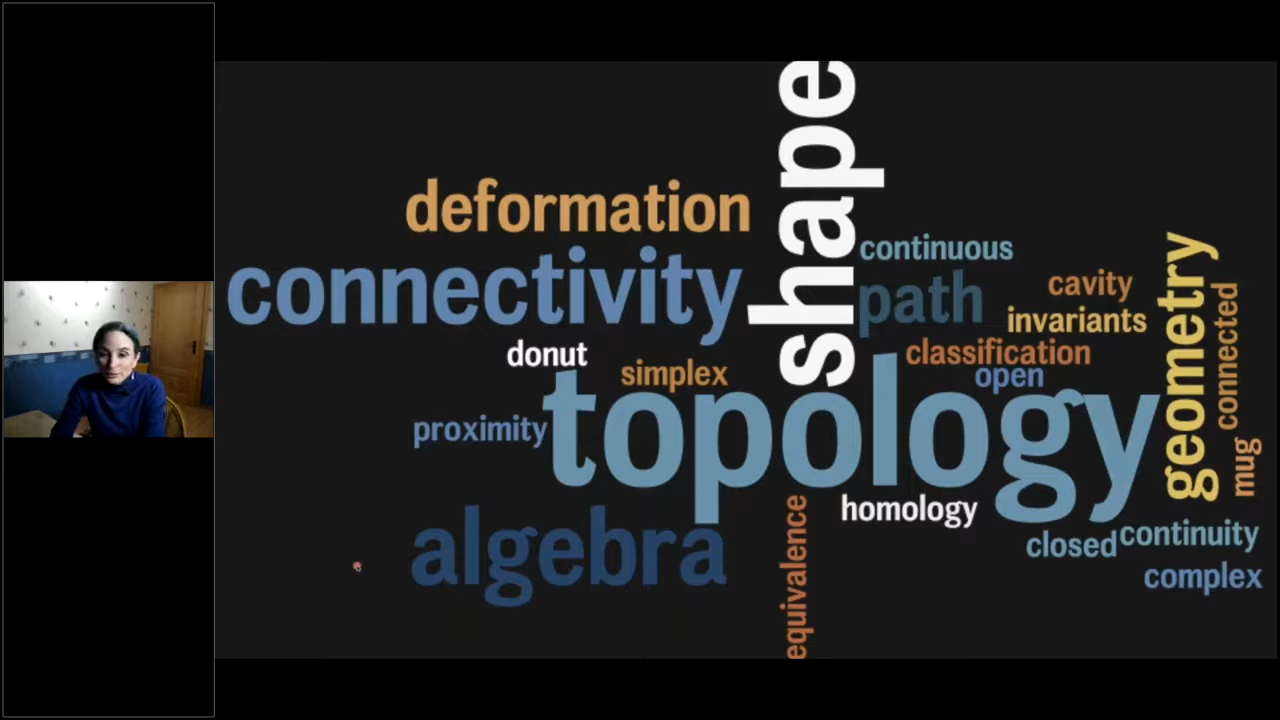 shape
deformation
continuous
connectivity
path
cavity
invariants
geometry
connected
donut
simplex
classification
open
proximity
topology
mug
homology
equivalence
algebra
closed
continuity
complex